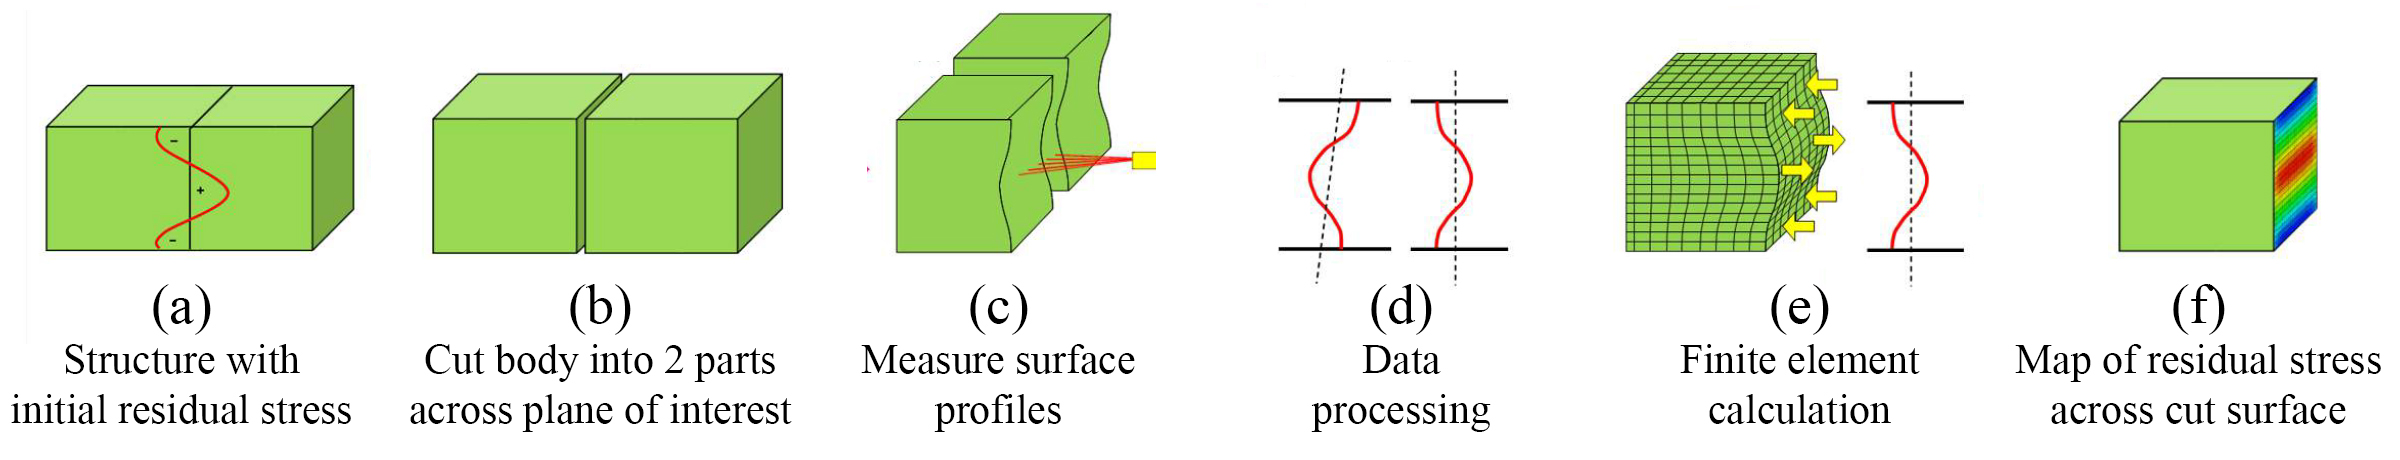 −
+
−
(a)
Structure with
initial residual stress
(b)
Cut body into 2 parts
across plane of interest
(c)
Measure surface
profiles
(d)
Data
processing
(e)
Finite element
calculation
(f)
Map of residual stress
across cut surface